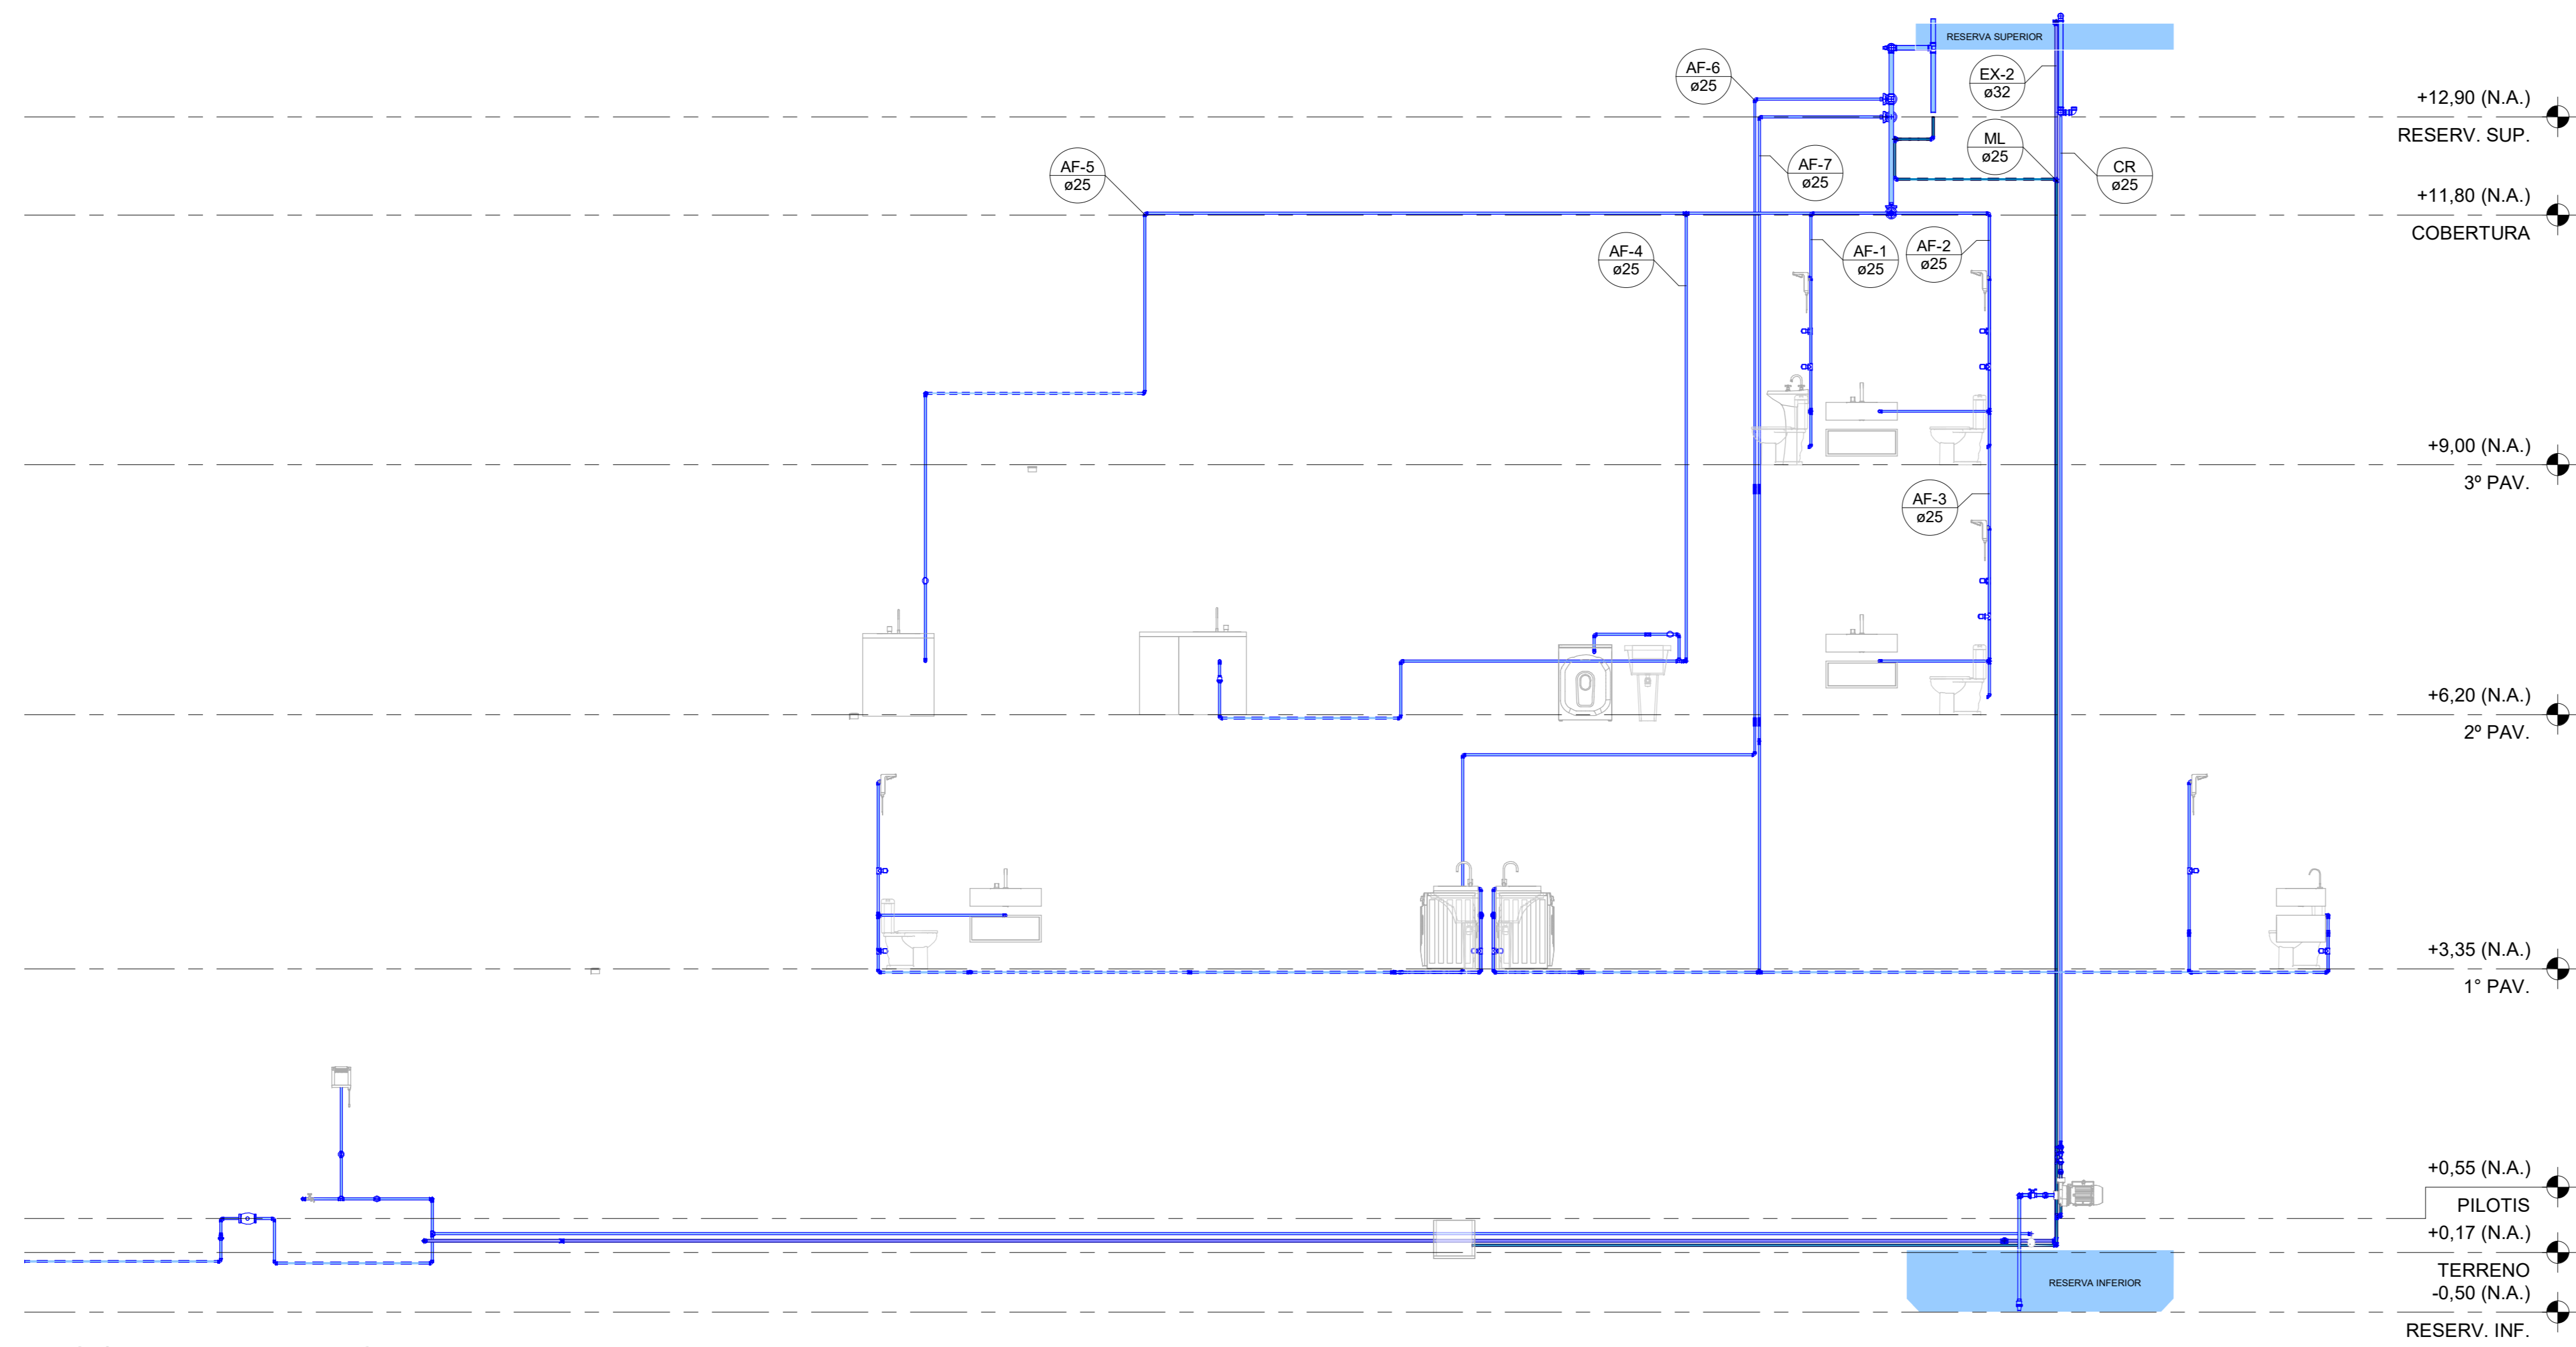 RESERVA SUPERIOR
AF-6
ø25
EX-2
ø32
+12,90 (N.A.)
RESERV. SUP.
ML
ø25
AF-5
ø25
AF-7
ø25
CR
ø25
+11,80 (N.A.)
COBERTURA
AF-4
ø25
AF-1
ø25
AF-2
ø25
+9,00 (N.A.)
3º PAV.
AF-3
ø25
+6,20 (N.A.)
2º PAV.
+3,35 (N.A.)
1° PAV.
+0,55 (N.A.)
PILOTIS
+0,17 (N.A.)
TERRENO
RESERVA INFERIOR
-0,50 (N.A.)
RESERV. INF.